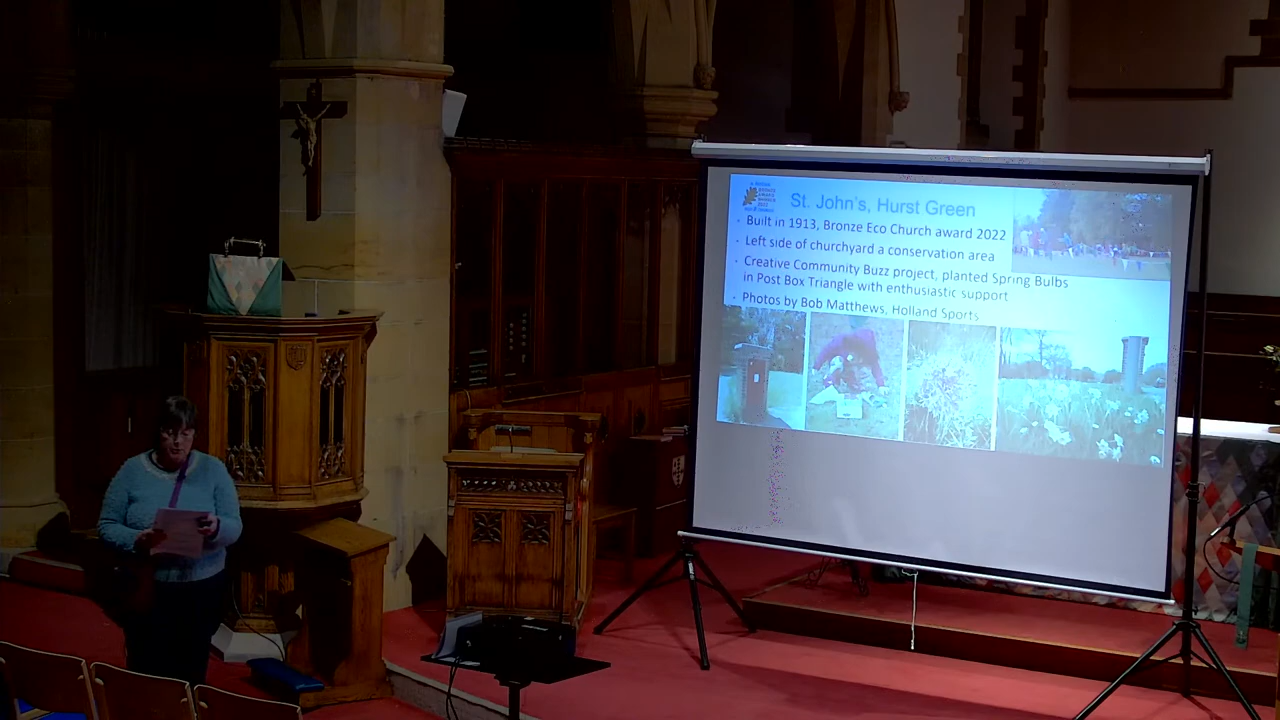 St. John's, Hurst Green
• Built in 1913, Bronze Eco Church award 2022
• Left side of churchyard a conservation area
• Creative Community Buzz project, planted Spring Bulbs
in Post Box Triangle with enthusiastic support
• Photos by Bob Matthews, Holland Sports